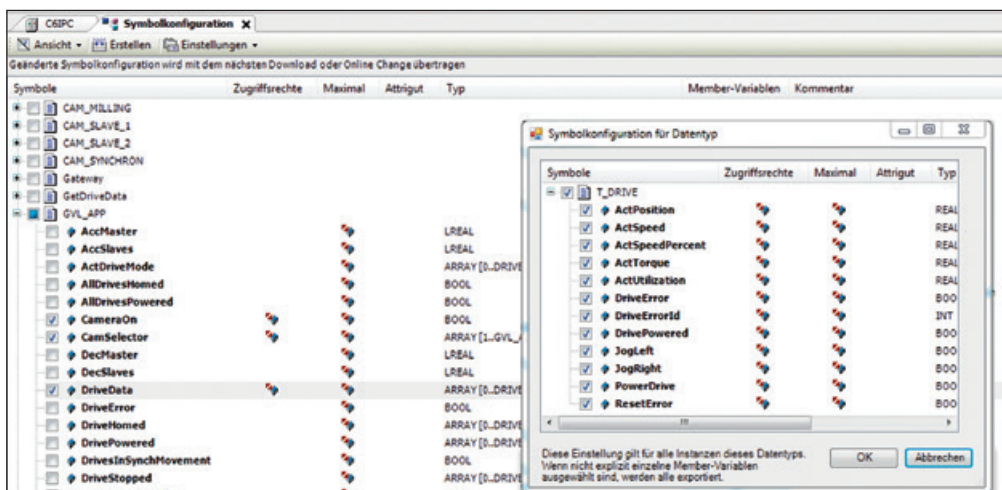 C6IPC
Symbolkonfiguration X
Ansicht Erstellen Einstellungen
Geänderte Symbolkonfiguration wird mit dem nächsten Download oder Online Change übertragen
Symbole Zugriffsrechte Maximal Attribut Typ Member-Variablen Kommentar
CAM_MILLING
CAM_SLAVE_1
CAM_SLAVE_2
CAM_SYNCHRON
Gateway
GetDriveData
GVL_APP
AccMaster LREAL
AccSlaves LREAL
ActDriveMode ARRAY [0..DRIVE
AllDrivesHomed BOOL
AllDrivesPowered BOOL
CameraOn BOOL
CamSelector ARRAY [1..GVL_A
DecMaster LREAL
DecSlaves LREAL
DriveData ARRAY [0..DRIVE
DriveError BOOL
DriveHomed ARRAY [0..DRIVE
DrivePowered ARRAY [0..DRIVE
DrivesInSynchMovement BOOL
DriveStopped ARRAY [0..DRIVE
Symbolkonfiguration für Datentyp
Symbole Zugriffsrechte Maximal Attribut Typ
T_DRIVE
ActPosition REAL
ActSpeed REAL
ActSpeedPercent REAL
ActTorque REAL
ActUtilization REAL
DriveError BOO
DriveErrorId INT
DrivePowered BOO
JogLeft BOO
JogRight BOO
PowerDrive BOO
ResetError BOO
Diese Einstellung gilt für alle Instanzen dieses Datentyps.
Wenn nicht explizit einzelne Member-Variablen
ausgewählt sind, werden alle exportiert.
OK Abbrechen